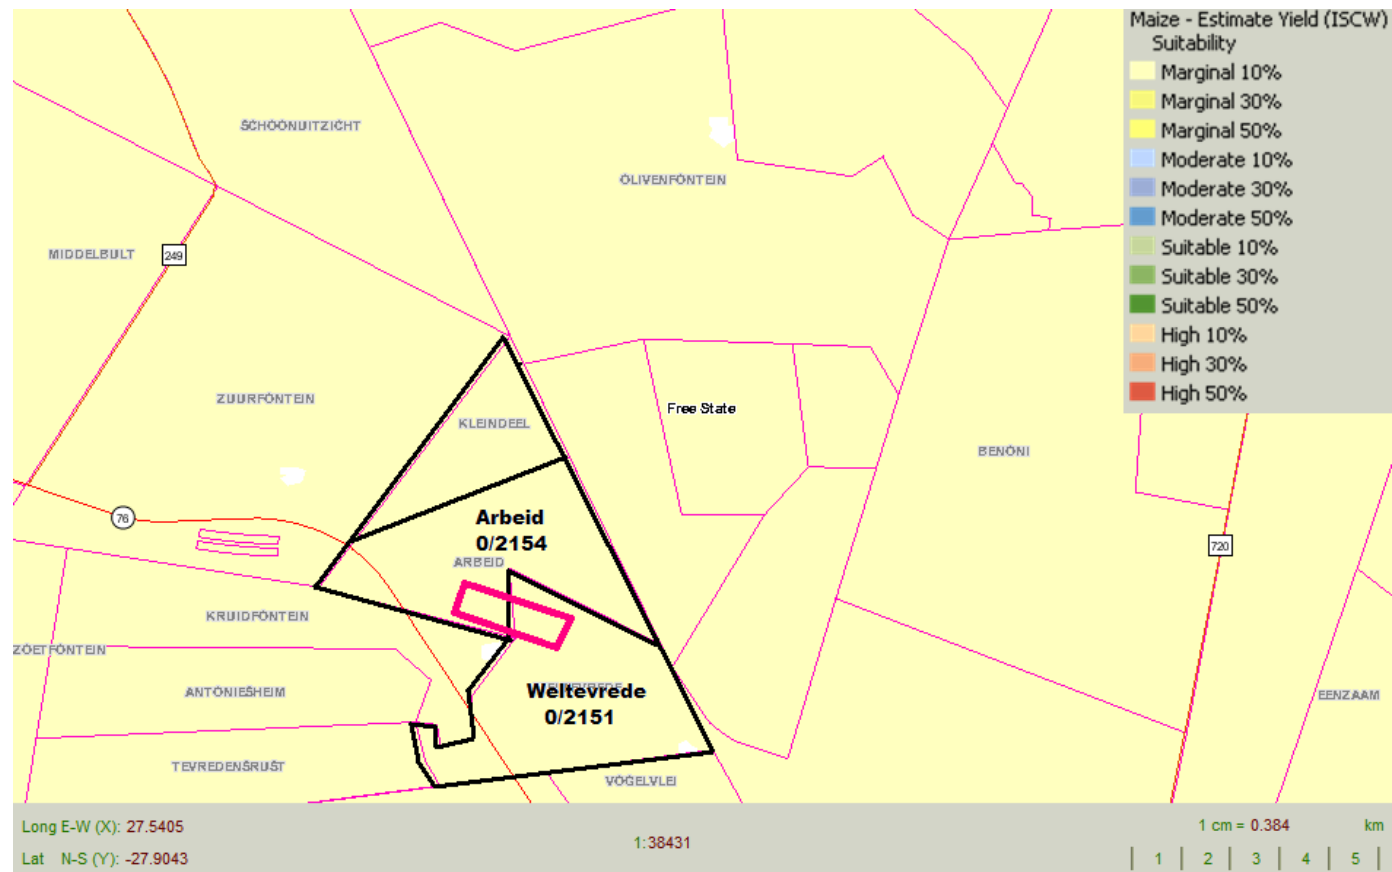 Maize - Estimate Yield (ISCW)
Suitability
Marginal 10%
Marginal 30%
Marginal 50%
Moderate 10%
Moderate 30%
Moderate 50%
Suitable 10%
Suitable 30%
Suitable 50%
High 10%
High 30%
High 50%
SCHOONUITZICHT
OLIVENFONTEIN
MIDDELBULT
249
ZUURFONTEIN
KLEINDEEL
Free State
BENONI
76
Arbeid
0/2154
ARBEID
720
KRUIDFONTEIN
ZOETFONTEIN
ANTONIESHEIM
Weltevrede
0/2151
EENZAAM
TEVREDENSRUST
VOGELVLEI
Long E-W (X): 27.5405
Lat N-S (Y): -27.9043
1:38431
1 cm = 0.384 km
| 1 | 2 | 3 | 4 | 5 |